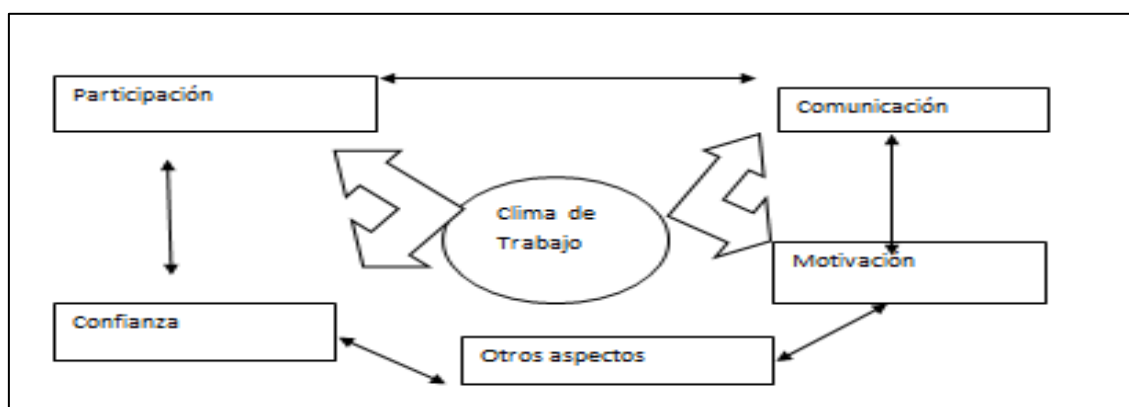 Participación
Comunicación
Clima de
Trabajo
Motivación
Confianza
Otros aspectos